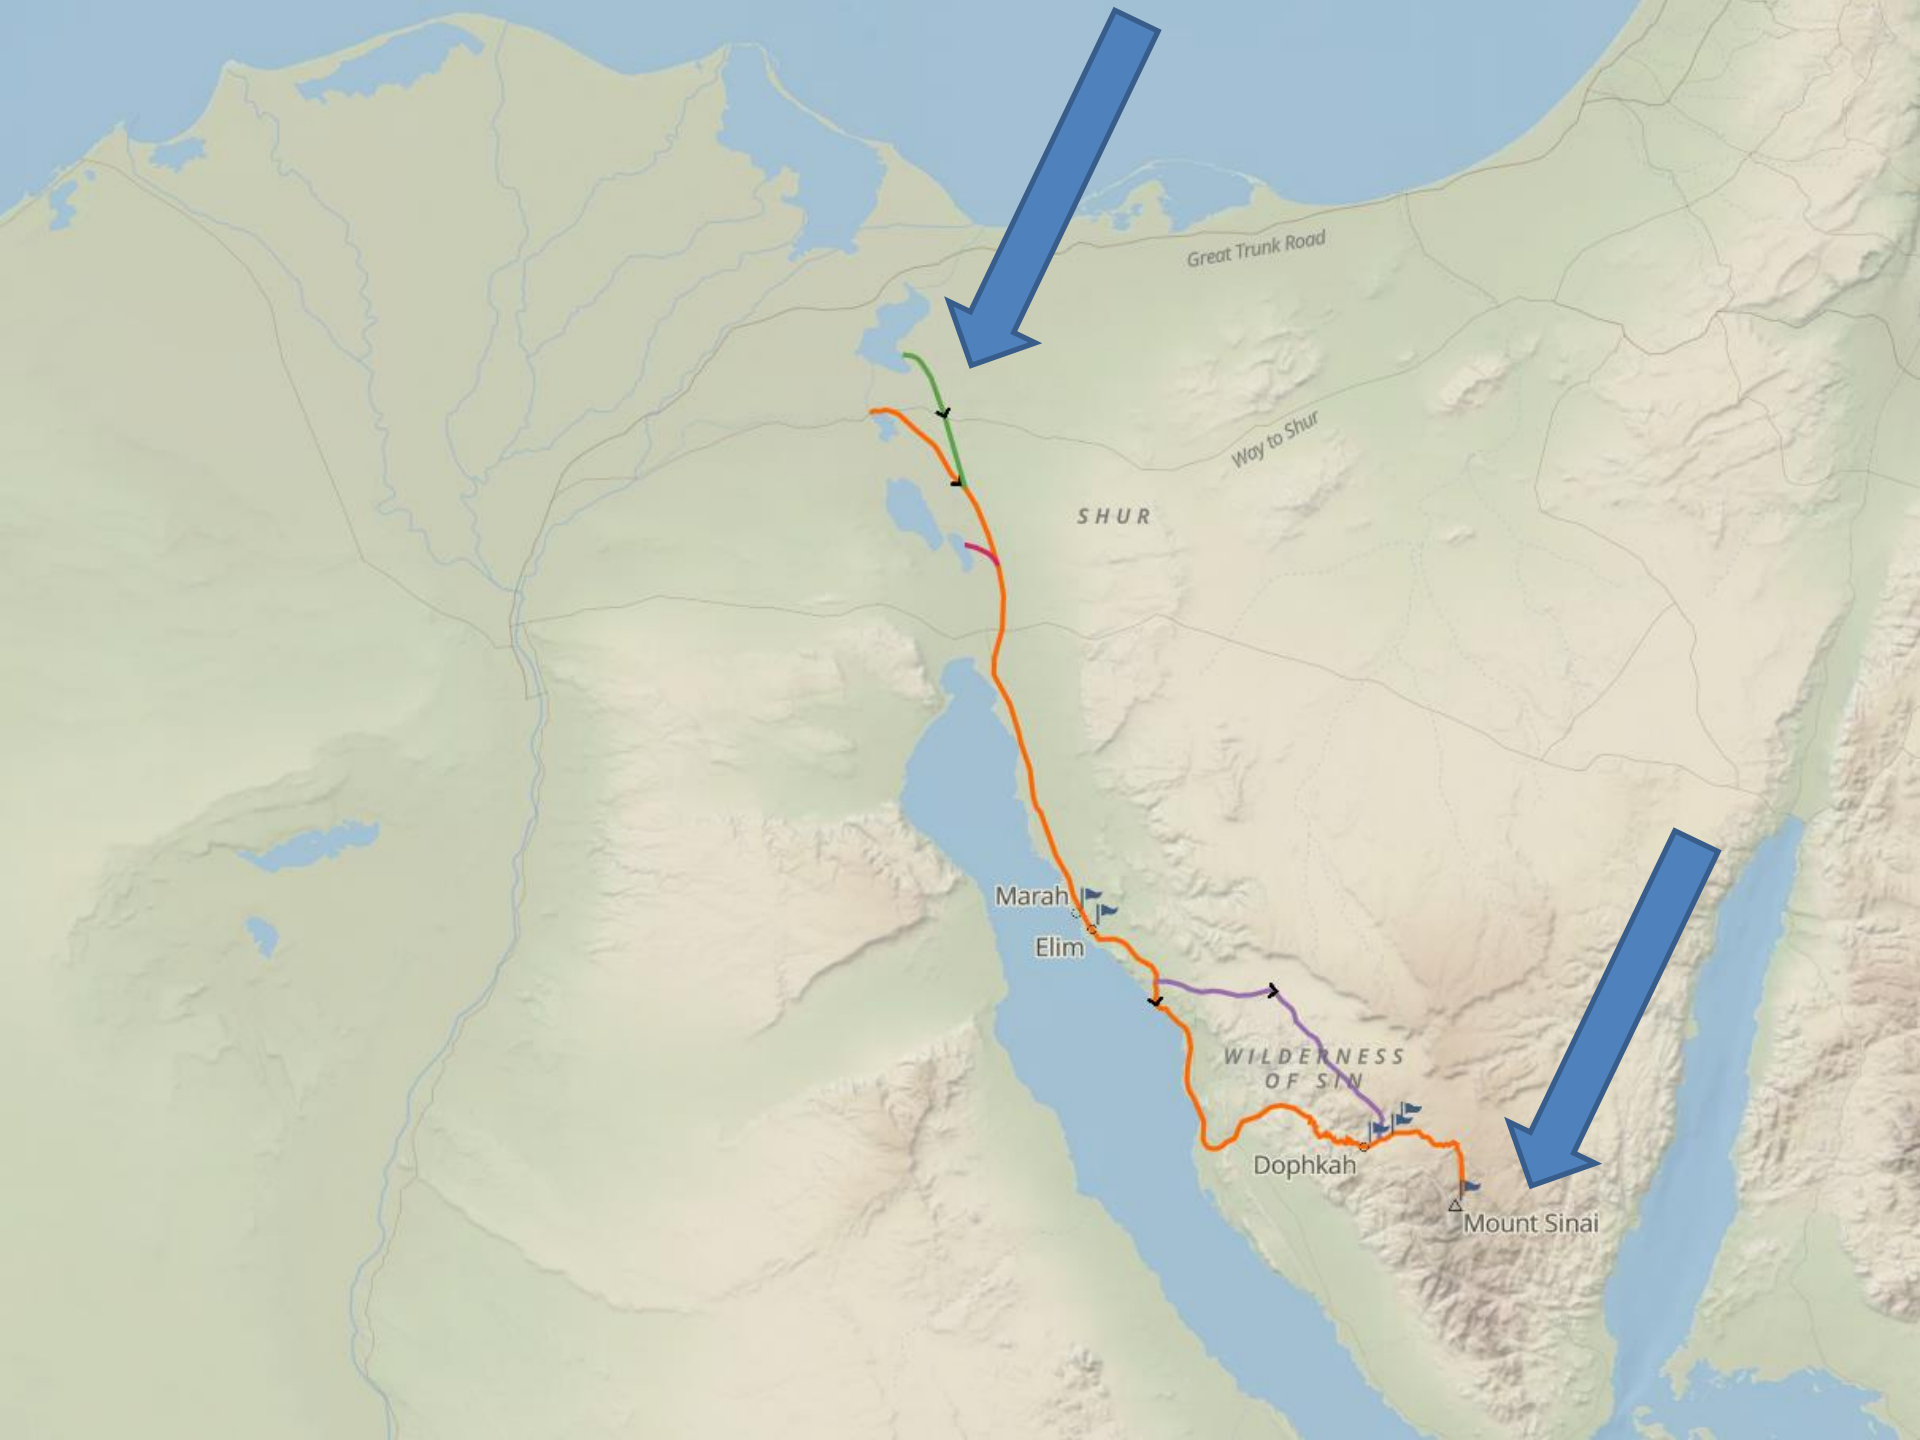 Great Trunk Road
Way to Shur
SHUR
Marah
Elim
WILDERNESS
OF SIN
Dophkah
Mount Sinai